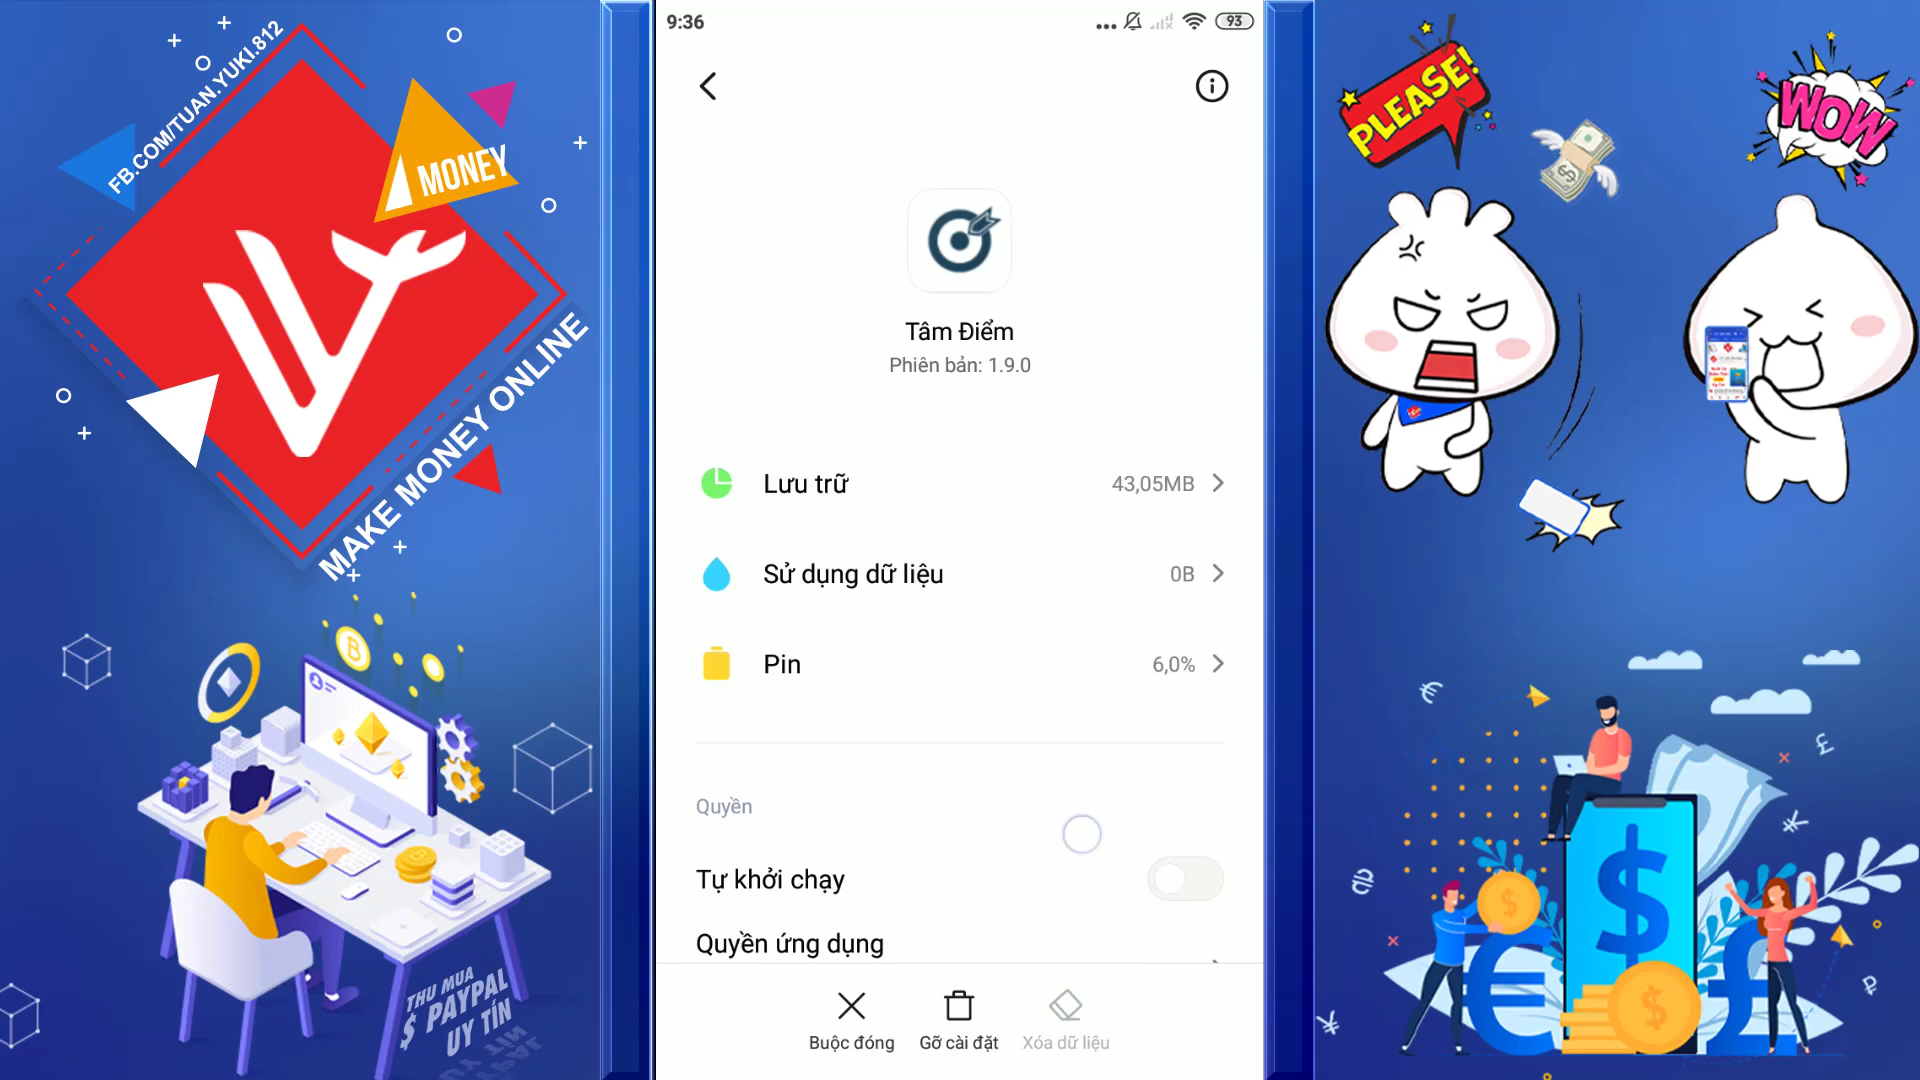 FB.COM/TUAN.YUKI.812
MONEY
MAKE MONEY ONLINE
THU MUA
$ PAYPAL
UY TÍN
9:36
93
Tâm Điểm
Phiên bản: 1.9.0
Lưu trữ
43,05MB
Sử dụng dữ liệu
0B
Pin
6,0%
Quyền
Tự khởi chạy
Quyền ứng dụng
Buộc đóng
Gỡ cài đặt
Xóa dữ liệu
PLEASE!
WOW